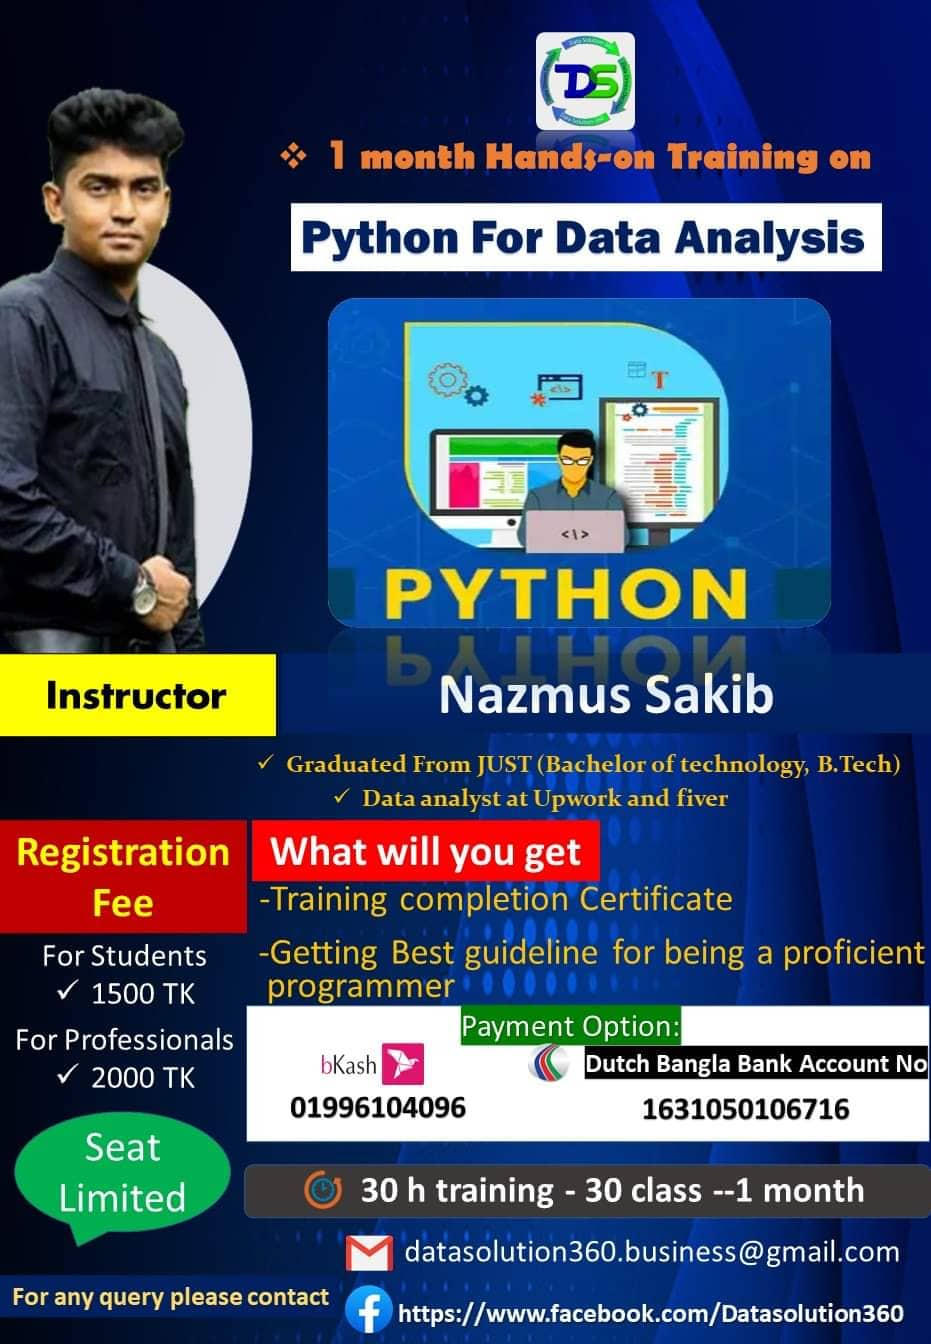 DS
❖ 1 month Hands-on Training on
Python For Data Analysis
T
<\>
PYTHON
Instructor
Nazmus Sakib
✓ Graduated From JUST (Bachelor of technology, B.Tech)
✓ Data analyst at Upwork and fiver
Registration
Fee
For Students
✓ 1500 TK
For Professionals
✓ 2000 TK
Seat
Limited
What will you get
-Training completion Certificate
-Getting Best guideline for being a proficient
programmer
Payment Option:
bKash
01996104096
Dutch Bangla Bank Account No
1631050106716
30 h training - 30 class --1 month
datasolution360.business@gmail.com
For any query please contact
https://www.facebook.com/Datasolution360